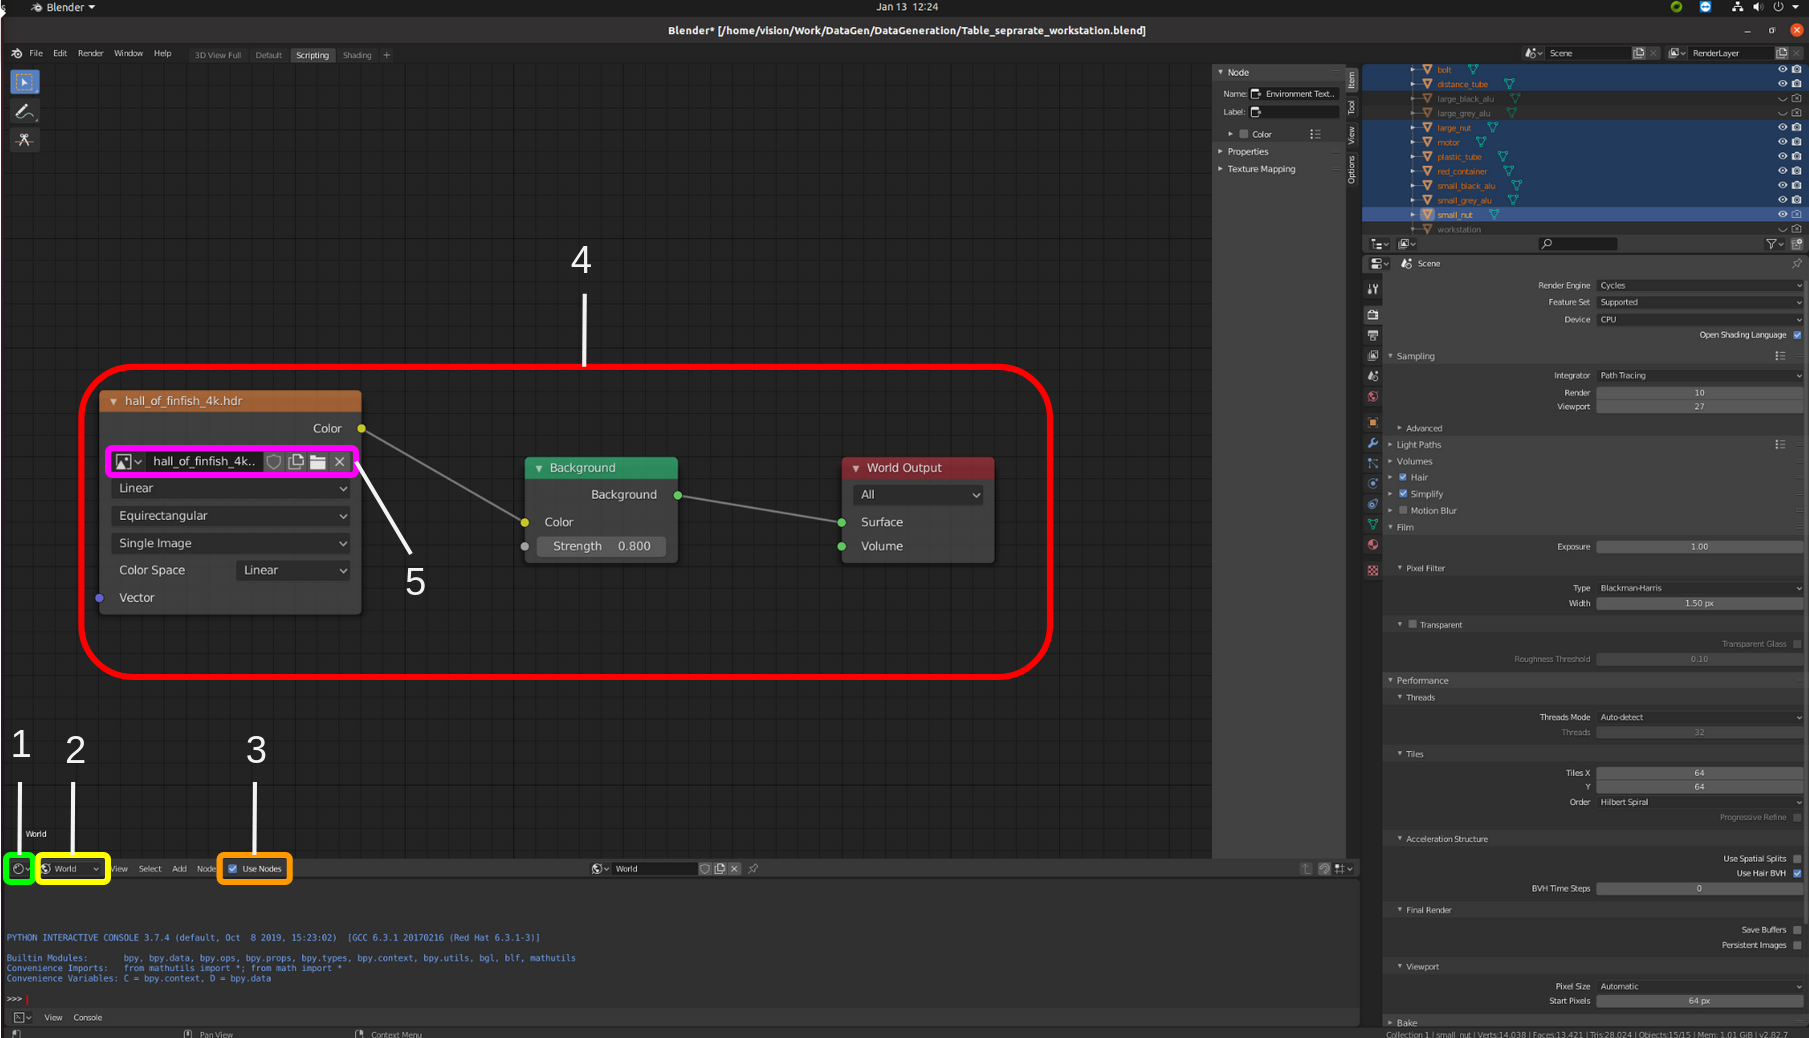 Blender
Jan 13 12:24
Blender* [/home/vision/Work/DataGen/DataGeneration/Table_seprarate_workstation.blend]
File Edit Render Window Help
3D View Full Default Scripting Shading +
Scene
RenderLayer
Node
Name: Environment Text..
Label:
Color
Properties
Texture Mapping
Item
Tool
View
Options
bolt
distance_tube
large_black_alu
large_grey_alu
large_nut
motor
plastic_tube
red_container
small_black_alu
small_grey_alu
small_nut
workstation
Scene
Render Engine Cycles
Feature Set Supported
Device CPU
Open Shading Language
Sampling
Integrator Path Tracing
Render 10
Viewport 27
Advanced
Light Paths
Volumes
Hair
Simplify
Motion Blur
Film
Exposure 1.00
Pixel Filter
Type Blackman-Harris
Width 1.50 px
Transparent
Transparent Glass
Roughness Threshold 0.10
Performance
Threads
Threads Mode Auto-detect
Threads 32
Tiles
Tiles X 64
Y 64
Order Hilbert Spiral
Progressive Refine
Acceleration Structure
Use Spatial Splits
Use Hair BVH
BVH Time Steps 0
Final Render
Save Buffers
Persistent Images
Viewport
Pixel Size Automatic
Start Pixels 64 px
Bake
4
hall_of_finfish_4k.hdr
Color
hall_of_finfish_4k..
Linear
Equirectangular
Single Image
Color Space Linear
Vector
5
Background
Background
Color
Strength 0.800
World Output
All
Surface
Volume
1
2
3
World
World View Select Add Node Use Nodes
World
PYTHON INTERACTIVE CONSOLE 3.7.4 (default, Oct  8 2019, 15:23:02)  [GCC 6.3.1 20170216 (Red Hat 6.3.1-3)]
Builtin Modules:       bpy, bpy.data, bpy.ops, bpy.props, bpy.types, bpy.context, bpy.utils, bgl, blf, mathutils
Convenience Imports:   from mathutils import *; from math import *
Convenience Variables: C = bpy.context, D = bpy.data
>>>
View Console
Pan View
Context Menu
Collection 1 | small_nut | Verts:14,038 | Faces:13,421 | Tris:28,024 | Objects:15/15 | Mem: 1.01 GiB | v2.82.7